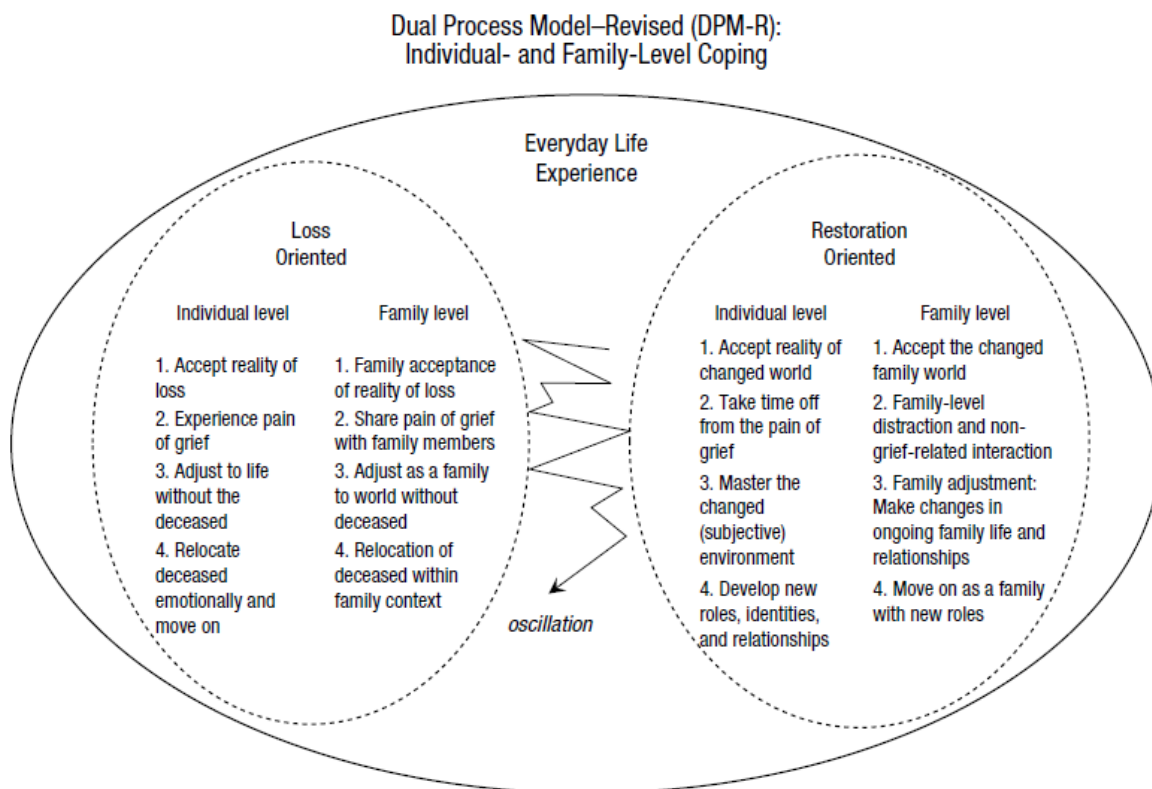 Dual Process Model–Revised (DPM-R):
Individual- and Family-Level Coping
Everyday Life
Experience
Loss
Oriented
Individual level
1. Accept reality of
loss
2. Experience pain
of grief
3. Adjust to life
without the
deceased
4. Relocate
deceased
emotionally and
move on
Family level
1. Family acceptance
of reality of loss
2. Share pain of grief
with family members
3. Adjust as a family
to world without
deceased
4. Relocation of
deceased within
family context
oscillation
Restoration
Oriented
Individual level
1. Accept reality of
changed world
2. Take time off
from the pain of
grief
3. Master the
changed
(subjective)
environment
4. Develop new
roles, identities,
and relationships
Family level
1. Accept the changed
family world
2. Family-level
distraction and non-
grief-related interaction
3. Family adjustment:
Make changes in
ongoing family life and
relationships
4. Move on as a family
with new roles